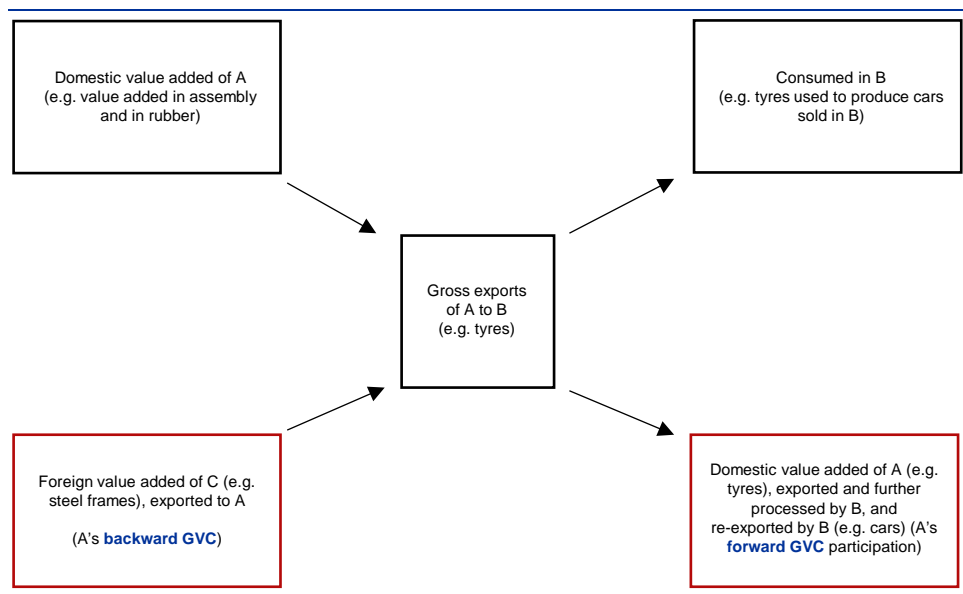 Domestic value added of A
(e.g. value added in assembly
and in rubber)
Consumed in B
(e.g. tyres used to produce cars
sold in B)
Gross exports
of A to B
(e.g. tyres)
Foreign value added of C (e.g.
steel frames), exported to A
(A's backward GVC)
Domestic value added of A (e.g.
tyres), exported and further
processed by B, and
re-exported by B (e.g. cars) (A's
forward GVC participation)